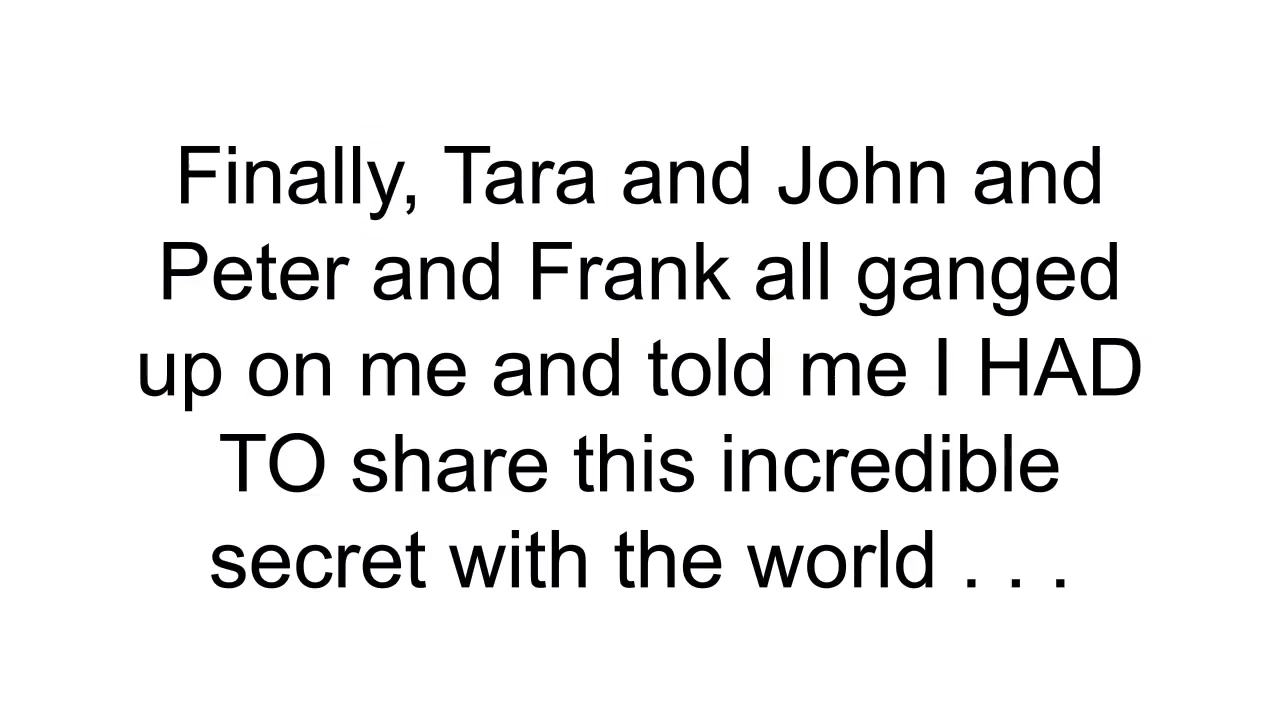 Finally, Tara and John and
Peter and Frank all ganged
up on me and told me I HAD
TO share this incredible
secret with the world . . .